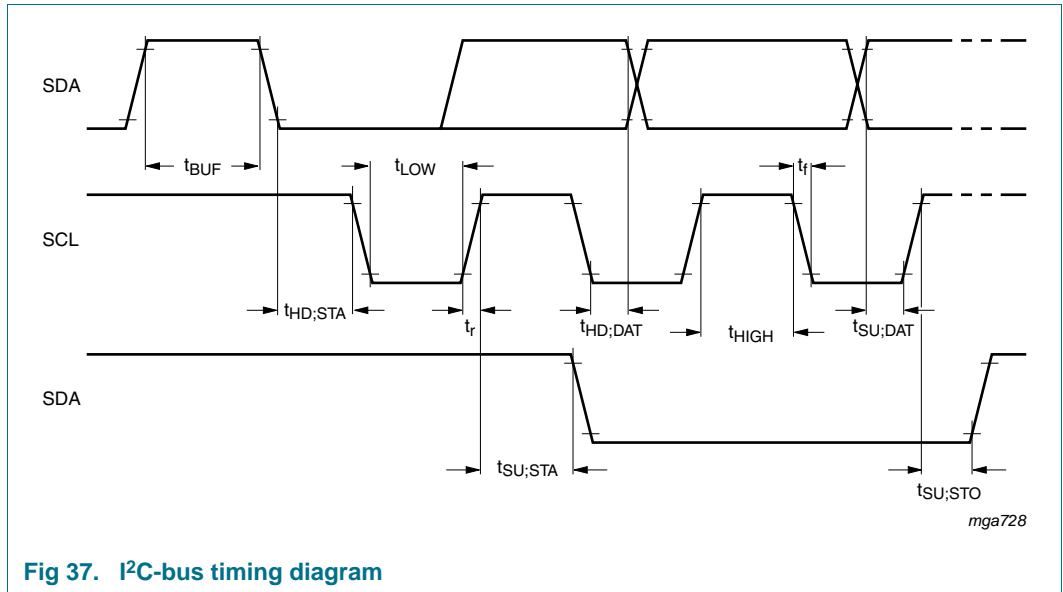 SDA
tBUF
tLOW
tf
SCL
tHD;STA
tr
tHD;DAT
tHIGH
tSU;DAT
SDA
tSU;STA
tSU;STO
mga728
Fig 37. I²C-bus timing diagram